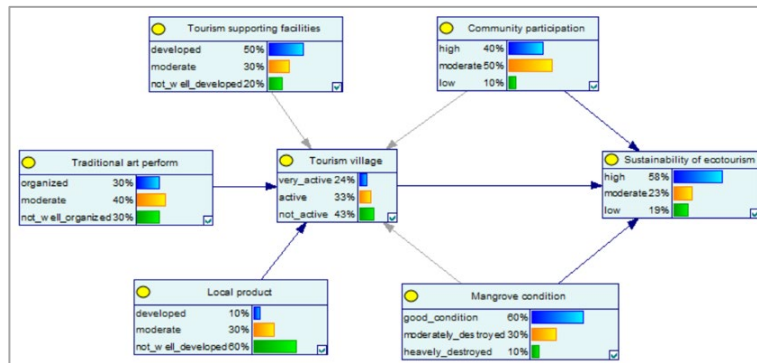 Tourism supporting facilities
developed 50%
moderate 30%
not_well_developed 20%
Community participation
high 40%
moderate 50%
low 10%
Traditional art perform
organized 30%
moderate 40%
not_well_organized 30%
Tourism village
very_active 24%
active 33%
not_active 43%
Sustainability of ecotourism
high 58%
moderate 23%
low 19%
Local product
developed 10%
moderate 30%
not_well_developed 60%
Mangrove condition
good_condition 60%
moderately_destroyed 30%
heavely_destroyed 10%